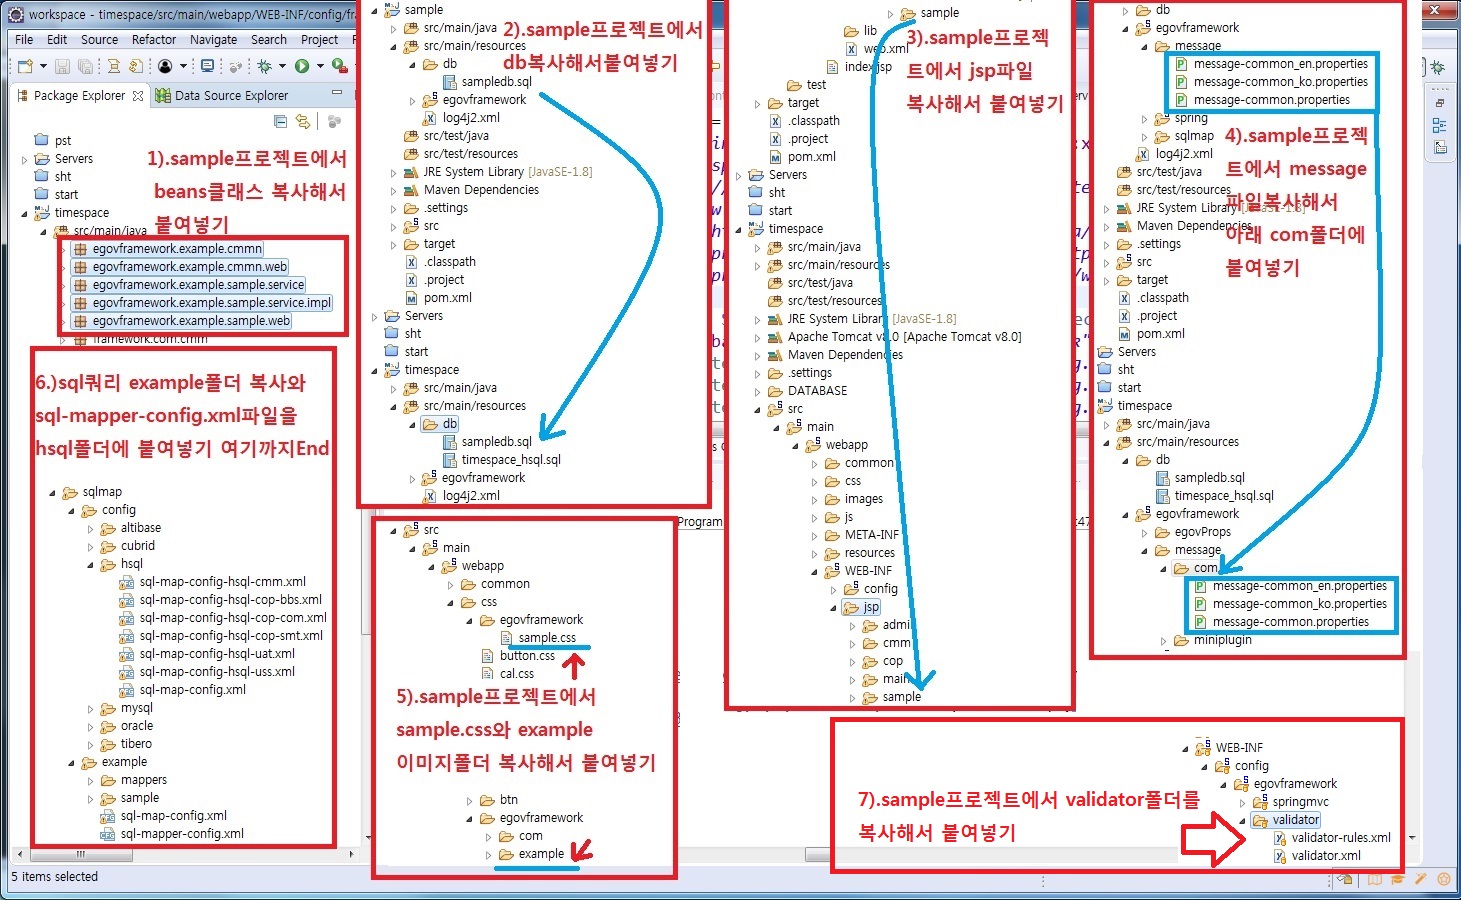 workspace - timespace/src/main/webapp/WEB-INF/config/
File Edit Source Refactor Navigate Search Project
Package Explorer Data Source Explorer
pst
Servers
sht
start
timespace
src/main/java
egovframework.example.cmmn
egovframework.example.cmmn.web
egovframework.example.sample.service
egovframework.example.sample.service.impl
egovframework.example.sample.web
framework.com.cmm
1).sample프로젝트에서
beans클래스 복사해서
붙여넣기
6.)sql쿼리 example폴더 복사와
sql-mapper-config.xml파일을
hsql폴더에 붙여넣기 여기까지End
sqlmap
config
altibase
cubrid
hsql
sql-map-config-hsql-cmm.xml
sql-map-config-hsql-cop-bbs.xml
sql-map-config-hsql-cop-com.xml
sql-map-config-hsql-cop-smt.xml
sql-map-config-hsql-uat.xml
sql-map-config-hsql-uss.xml
sql-map-config.xml
mysql
oracle
tibero
example
mappers
sample
sql-map-config.xml
sql-mapper-config.xml
5 items selected
sample
src/main/java
src/main/resources
db
sampledb.sql
egovframework
log4j2.xml
src/test/java
src/test/resources
JRE System Library [JavaSE-1.8]
Maven Dependencies
.settings
src
target
.classpath
.project
pom.xml
Servers
sht
start
timespace
src/main/java
src/main/resources
db
sampledb.sql
timespace_hsql.sql
egovframework
log4j2.xml
2).sample프로젝트에서
db복사해서붙여넣기
src
main
webapp
common
css
egovframework
sample.css
button.css
cal.css
5).sample프로젝트에서
sample.css와 example
이미지폴더 복사해서 붙여넣기
btn
egovframework
com
example
Program
sample
lib
web.xml
index.jsp
test
target
.classpath
.project
pom.xml
Servers
sht
start
timespace
src/main/java
src/main/resources
src/test/java
src/test/resources
JRE System Library [JavaSE-1.8]
Apache Tomcat v8.0 [Apache Tomcat v8.0]
Maven Dependencies
.settings
DATABASE
src
main
webapp
common
css
images
js
META-INF
resources
WEB-INF
config
jsp
admi
cmm
cop
main
sample
3).sample프로젝
트에서 jsp파일
복사해서 붙여넣기
db
egovframework
message
message-common_en.properties
message-common_ko.properties
message-common.properties
spring
sqlmap
log4j2.xml
src/test/java
src/test/resources
JRE System Library [JavaSE-1.8]
Maven Dependencies
.settings
src
target
.classpath
.project
pom.xml
Servers
sht
start
timespace
src/main/java
src/main/resources
db
sampledb.sql
timespace_hsql.sql
egovframework
egovProps
message
com
message-common_en.properties
message-common_ko.properties
message-common.properties
miniplugin
4).sample프로젝
트에서 message
파일복사해서
아래 com폴더에
붙여넣기
7).sample프로젝트에서 validator폴더를
복사해서 붙여넣기
WEB-INF
config
egovframework
springmvc
validator
validator-rules.xml
validator.xml